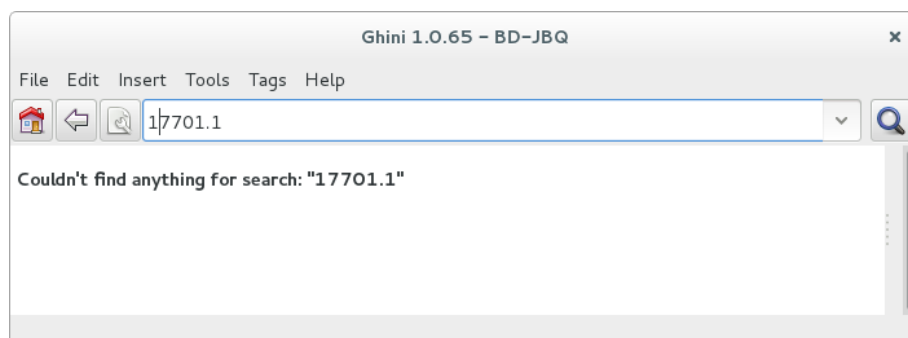 Ghini 1.0.65 - BD-JBQ
File Edit Insert Tools Tags Help
17701.1
Couldn't find anything for search: "17701.1"